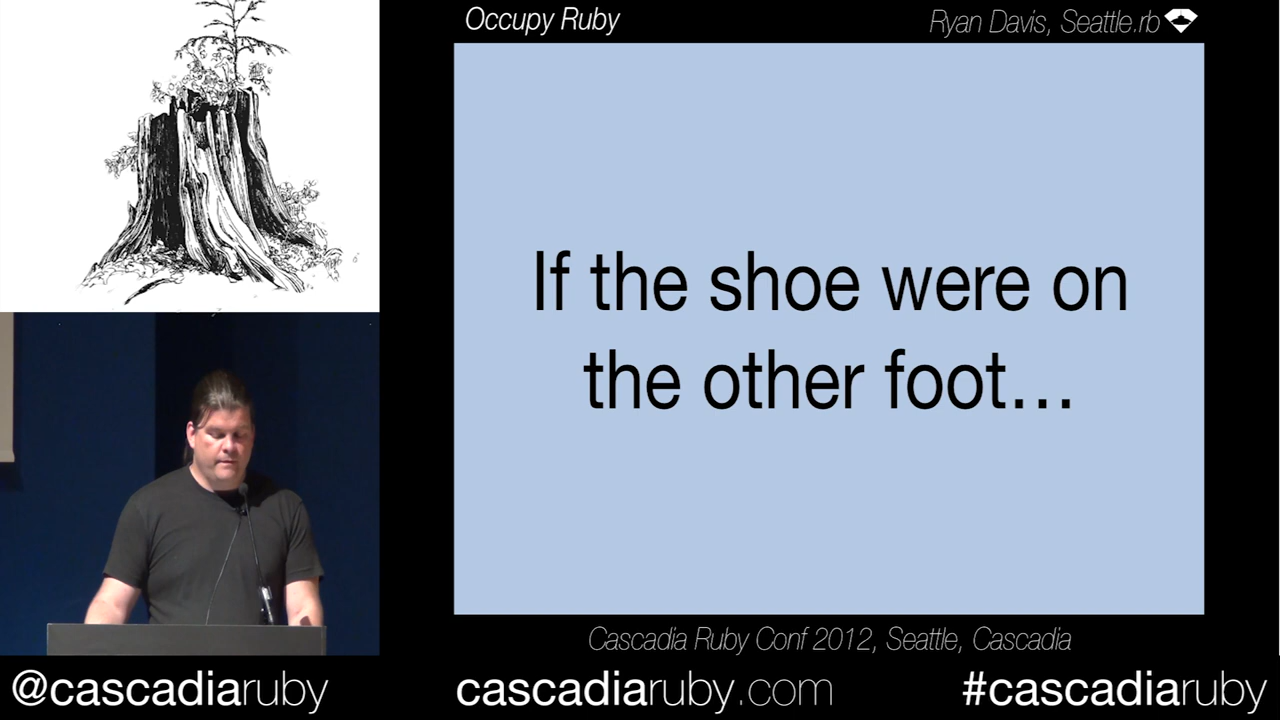 Occupy Ruby
Ryan Davis, Seattle.rb
If the shoe were on
the other foot…
Cascadia Ruby Conf 2012, Seattle, Cascadia
@cascadiaruby
cascadiaruby.com
#cascadiaruby